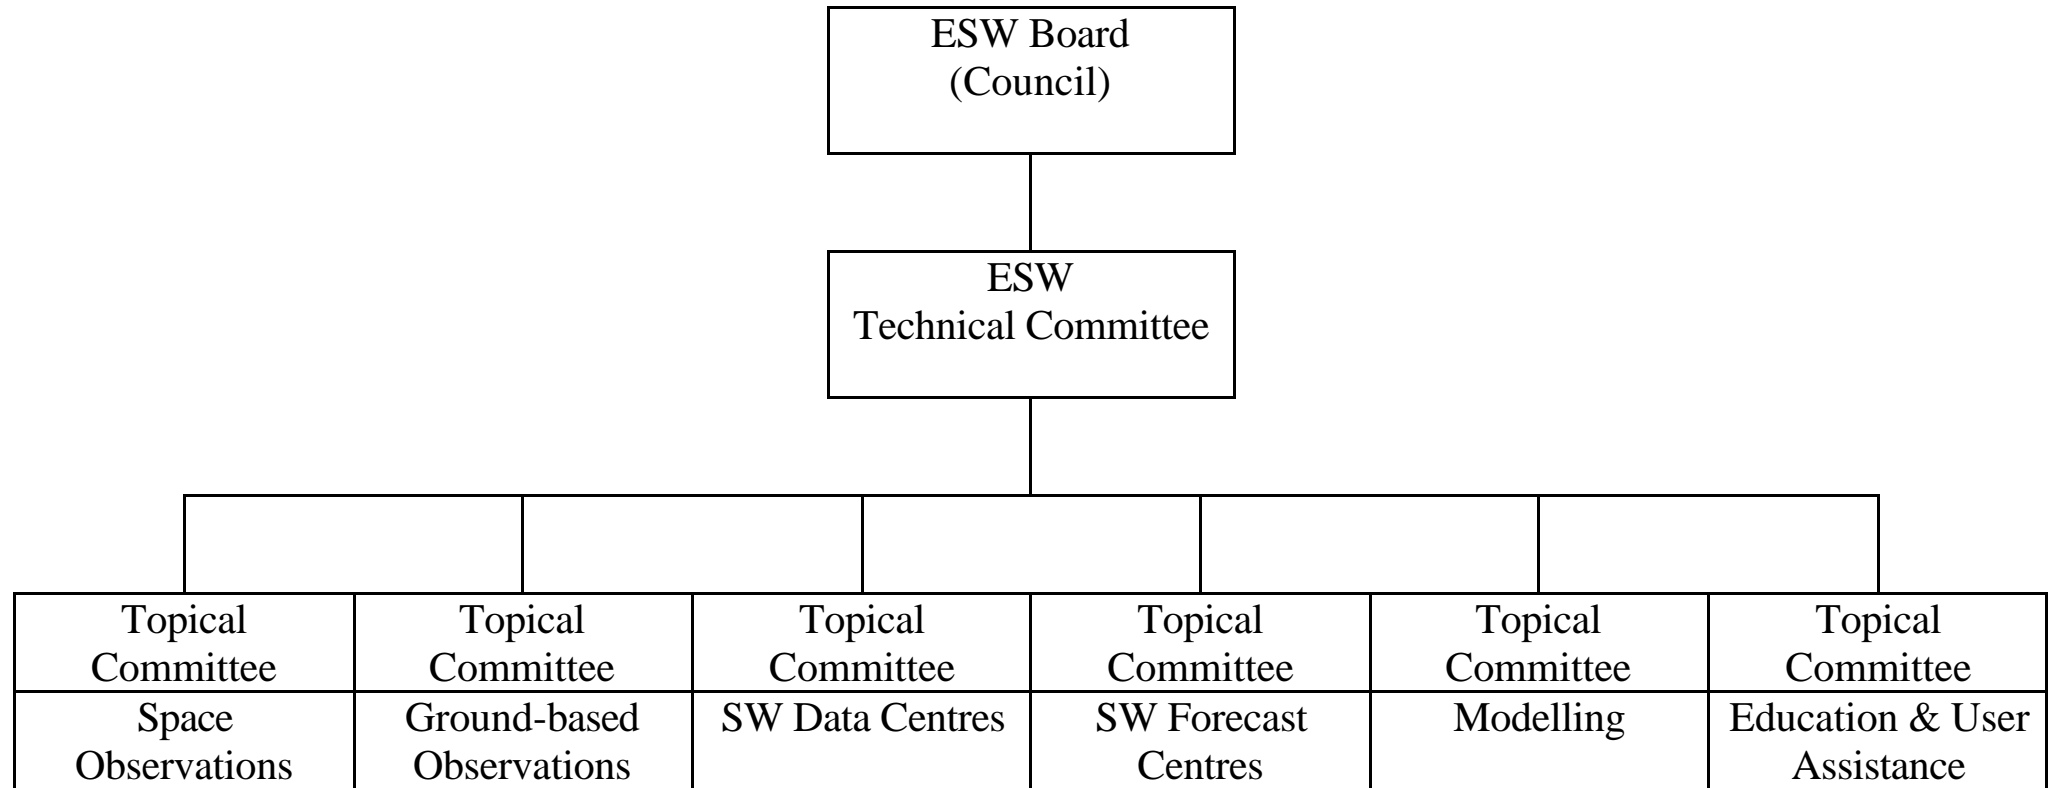 ESW Board
(Council)
ESW
Technical Committee
Topical
Committee
Topical
Committee
Topical
Committee
Topical
Committee
Topical
Committee
Topical
Committee
Space
Observations
Ground-based
Observations
SW Data Centres
SW Forecast
Centres
Modelling
Education & User
Assistance